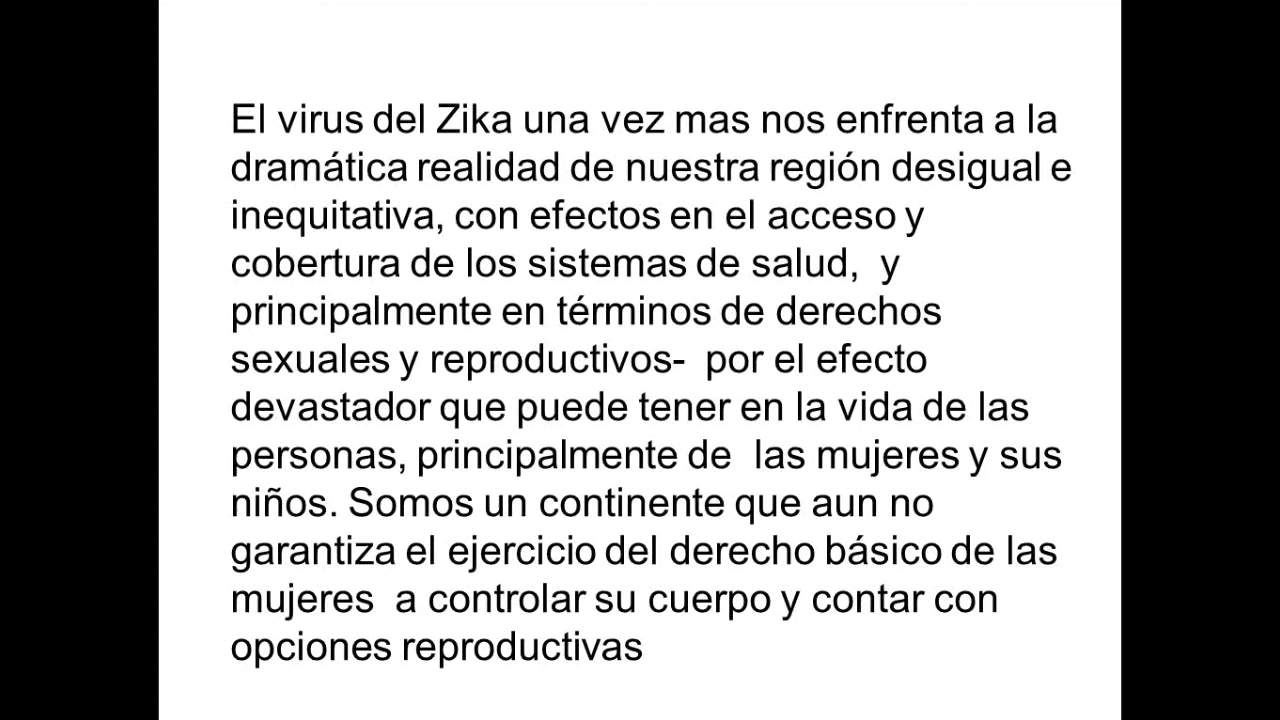 El virus del Zika una vez mas nos enfrenta a la
dramática realidad de nuestra región desigual e
inequitativa, con efectos en el acceso y
cobertura de los sistemas de salud,  y
principalmente en términos de derechos
sexuales y reproductivos-  por el efecto
devastador que puede tener en la vida de las
personas, principalmente de  las mujeres y sus
niños. Somos un continente que aun no
garantiza el ejercicio del derecho básico de las
mujeres  a controlar su cuerpo y contar con
opciones reproductivas